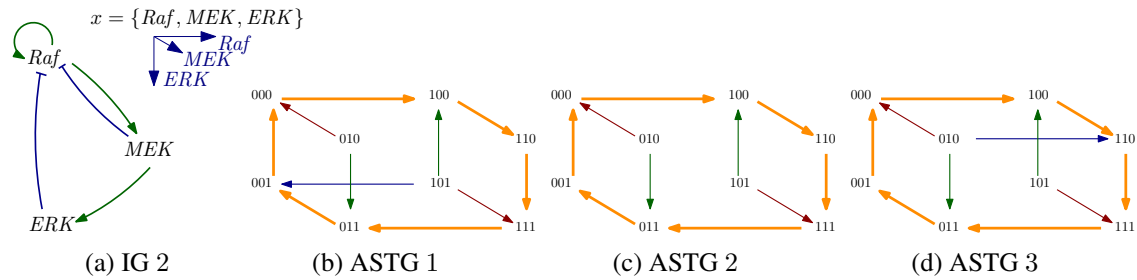 x = {Raf, MEK, ERK}
Raf
MEK
ERK
Raf
MEK
ERK
000
100
010
110
001
101
011
111
000
100
010
110
001
101
011
111
000
100
010
110
001
101
011
111
(a) IG 2
(b) ASTG 1
(c) ASTG 2
(d) ASTG 3